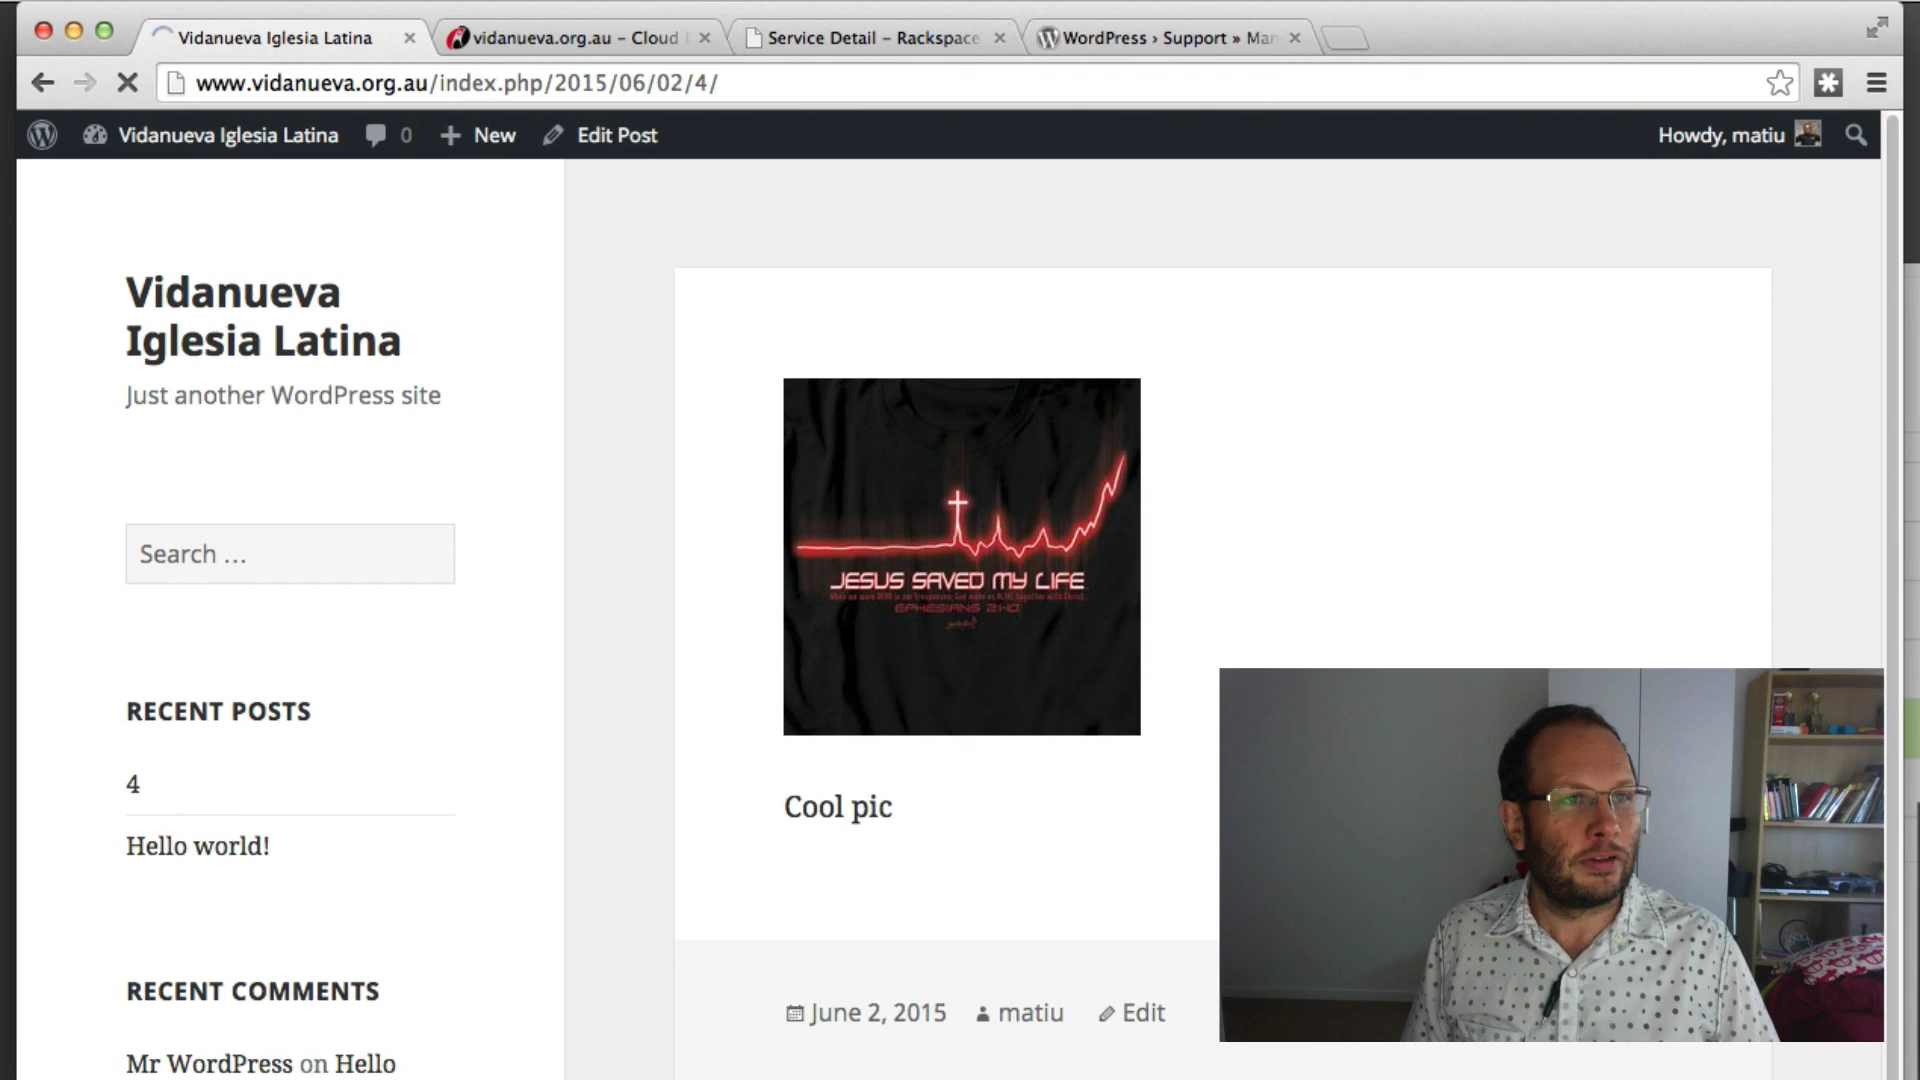 Vidanueva Iglesia Latina
vidanueva.org.au – Cloud
Service Detail – Rackspace
WordPress › Support » Man
www.vidanueva.org.au/index.php/2015/06/02/4/
Vidanueva Iglesia Latina 0 New Edit Post
Howdy, matiu
Vidanueva
Iglesia Latina
Just another WordPress site
Search ...
RECENT POSTS
4
Hello world!
RECENT COMMENTS
Mr WordPress on Hello
JESUS SAVED MY LIFE
EPHESIANS 2:1-10
Cool pic
June 2, 2015 matiu Edit